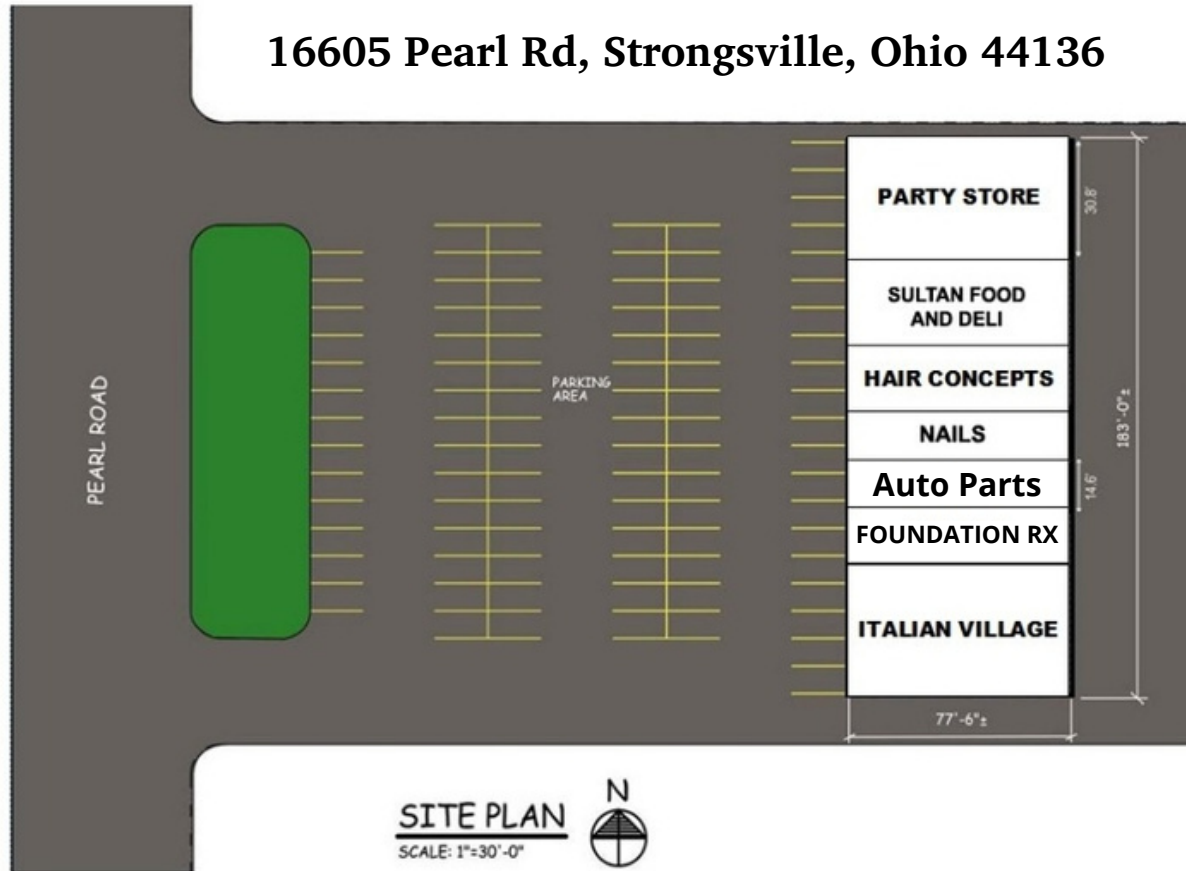 16605 Pearl Rd, Strongsville, Ohio 44136
PARTY STORE
30.8'
SULTAN FOOD
AND DELI
HAIR CONCEPTS
NAILS
Auto Parts
14.6'
FOUNDATION RX
ITALIAN VILLAGE
183'-0"±
77'-6"±
PARKING
AREA
PEARL ROAD
SITE PLAN
SCALE: 1"=30'-0"
N